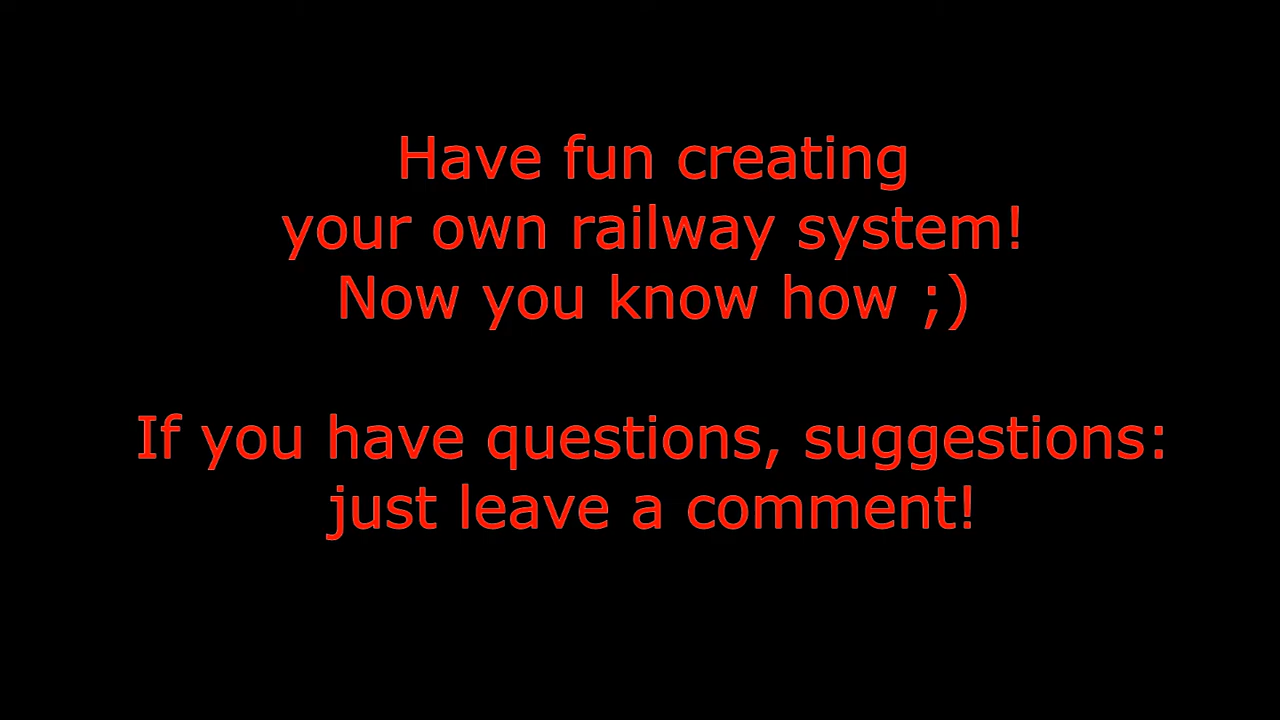 Have fun creating
your own railway system!
Now you know how ;)
If you have questions, suggestions:
just leave a comment!